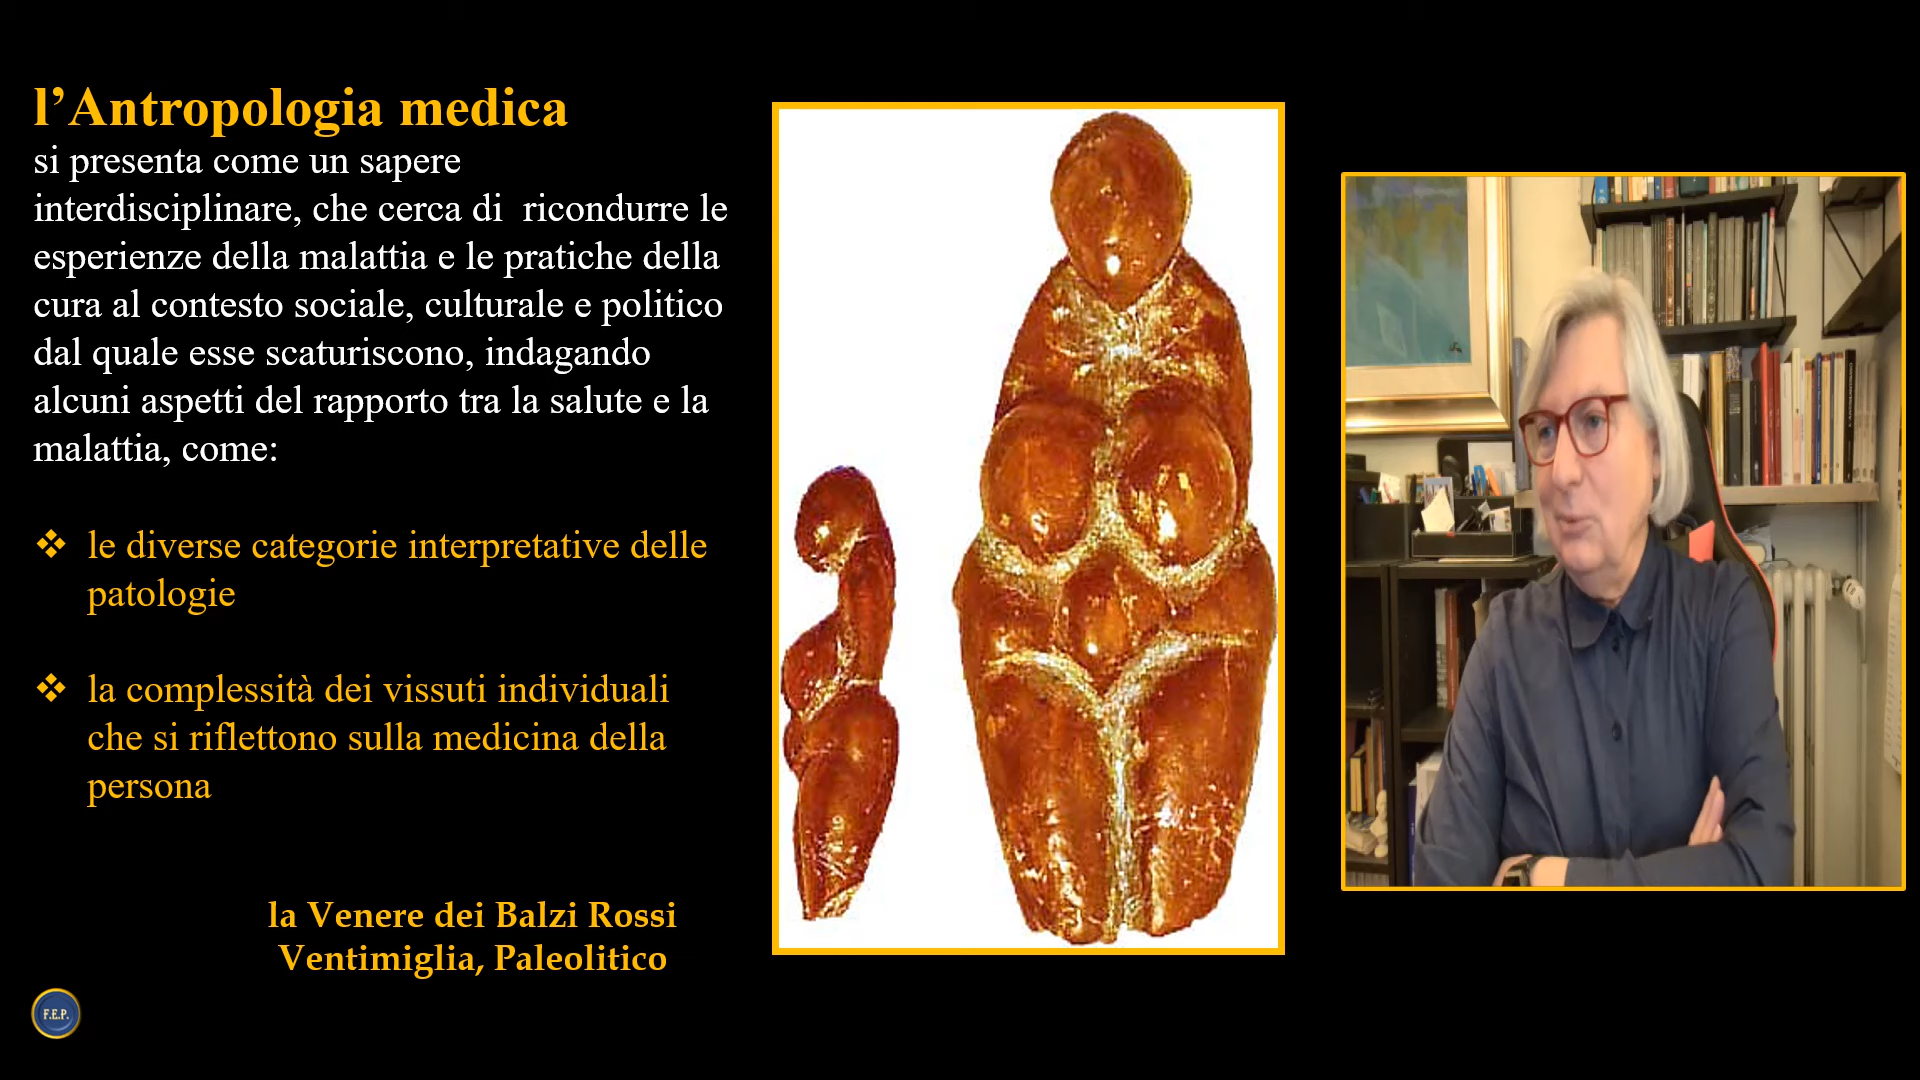 l’Antropologia medica
si presenta come un sapere
interdisciplinare, che cerca di  ricondurre le
esperienze della malattia e le pratiche della
cura al contesto sociale, culturale e politico
dal quale esse scaturiscono, indagando
alcuni aspetti del rapporto tra la salute e la
malattia, come:
❖ le diverse categorie interpretative delle
patologie
❖ la complessità dei vissuti individuali
che si riflettono sulla medicina della
persona
la Venere dei Balzi Rossi
Ventimiglia, Paleolitico
F.E.P.